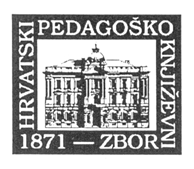 HRVATSKI
PEDAGOŠKO
KNJIŽEVNI
1871 — ZBOR